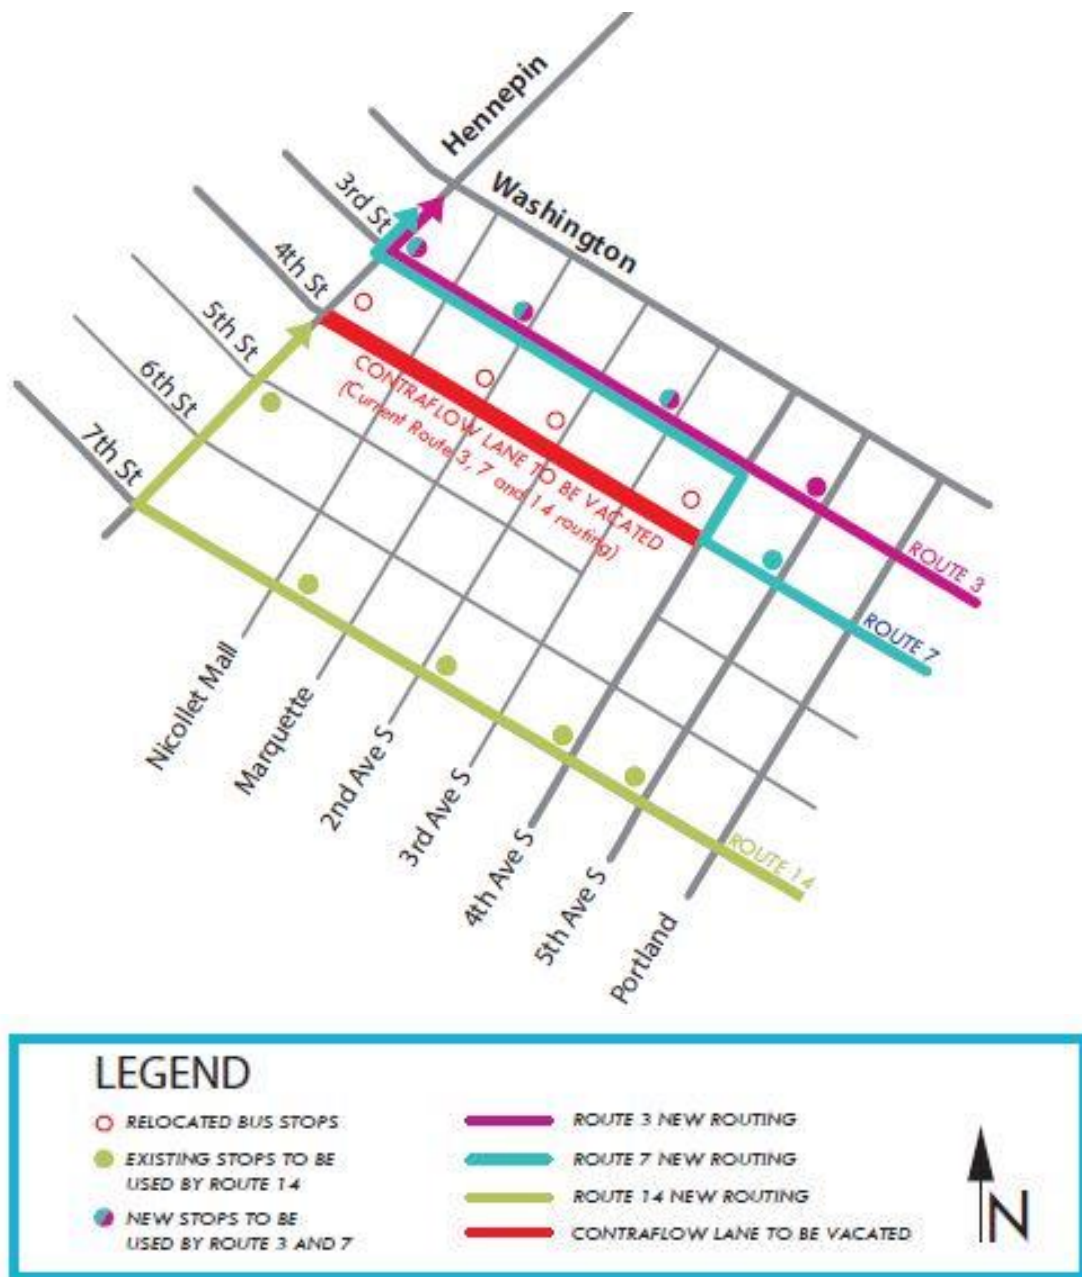 Hennepin
Washington
3rd St
4th St
5th St
6th St
7th St
CONTRAFLOW LANE TO BE VACATED
(Current Route 3, 7 and 14 routing)
ROUTE 3
ROUTE 7
ROUTE 14
Nicollet Mall
Marquette
2nd Ave S
3rd Ave S
4th Ave S
5th Ave S
Portland
LEGEND
RELOCATED BUS STOPS
EXISTING STOPS TO BE
USED BY ROUTE 14
NEW STOPS TO BE
USED BY ROUTE 3 AND 7
ROUTE 3 NEW ROUTING
ROUTE 7 NEW ROUTING
ROUTE 14 NEW ROUTING
CONTRAFLOW LANE TO BE VACATED
N